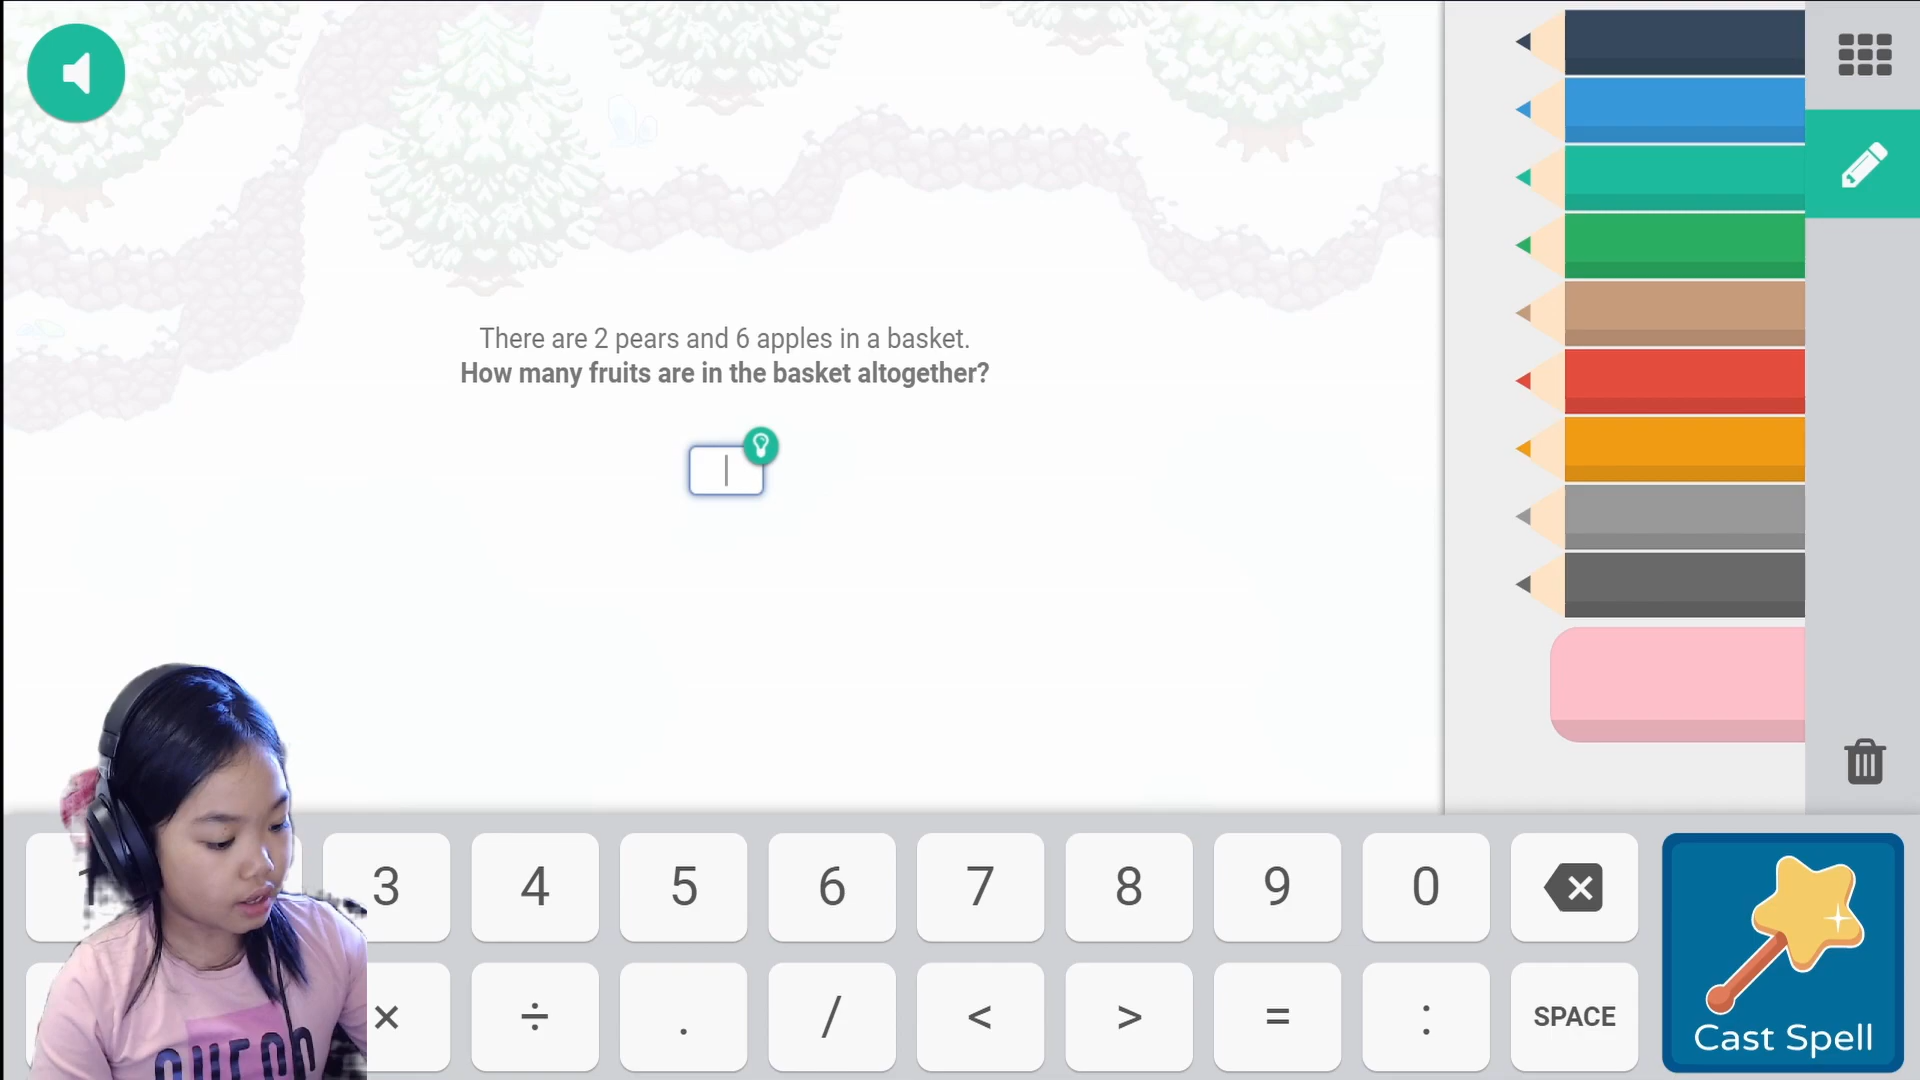 There are 2 pears and 6 apples in a basket.
How many fruits are in the basket altogether?
3 4 5 6 7 8 9 0
× ÷ . / < > = : SPACE
Cast Spell